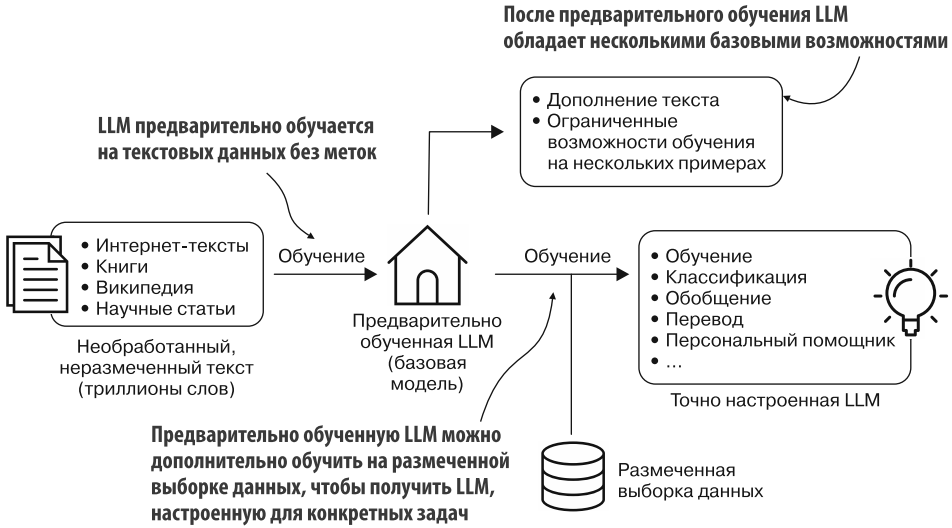 После предварительного обучения LLM
обладает несколькими базовыми возможностями
• Дополнение текста
• Ограниченные
возможности обучения
на нескольких примерах
LLM предварительно обучается
на текстовых данных без меток
• Интернет-тексты
• Книги
• Википедия
• Научные статьи
Необработанный,
неразмеченный текст
(триллионы слов)
Обучение
Предварительно
обученная LLM
(базовая
модель)
Обучение
• Обучение
• Классификация
• Обобщение
• Перевод
• Персональный помощник
• ...
Точно настроенная LLM
Предварительно обученную LLM можно
дополнительно обучить на размеченной
выборке данных, чтобы получить LLM,
настроенную для конкретных задач
Размеченная
выборка данных